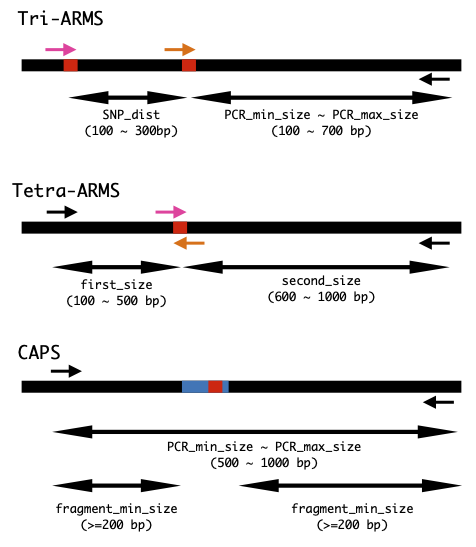 Tri-ARMS
SNP_dist
(100 ~ 300bp)
PCR_min_size ~ PCR_max_size
(100 ~ 700 bp)
Tetra-ARMS
first_size
(100 ~ 500 bp)
second_size
(600 ~ 1000 bp)
CAPS
PCR_min_size ~ PCR_max_size
(500 ~ 1000 bp)
fragment_min_size
(>=200 bp)
fragment_min_size
(>=200 bp)